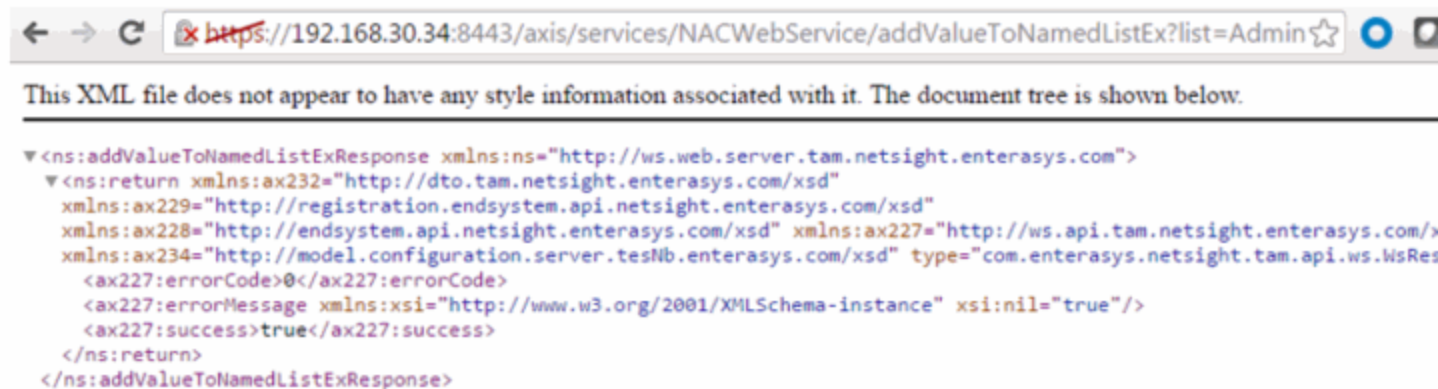 https://192.168.30.34:8443/axis/services/NACWebService/addValueToNamedListEx?list=Admin
This XML file does not appear to have any style information associated with it. The document tree is shown below.
▼<ns:addValueToNamedListExResponse xmlns:ns="http://ws.web.server.tam.netsight.enterasys.com">
▼<ns:return xmlns:ax232="http://dto.tam.netsight.enterasys.com/xsd"
xmlns:ax229="http://registration.endsystem.api.netsight.enterasys.com/xsd"
xmlns:ax228="http://endsystem.api.netsight.enterasys.com/xsd" xmlns:ax227="http://ws.api.tam.netsight.enterasys.com/x
xmlns:ax234="http://model.configuration.server.tesNb.enterasys.com/xsd" type="com.enterasys.netsight.tam.api.ws.WsRes
<ax227:errorCode>0</ax227:errorCode>
<ax227:errorMessage xmlns:xsi="http://www.w3.org/2001/XMLSchema-instance" xsi:nil="true"/>
<ax227:success>true</ax227:success>
</ns:return>
</ns:addValueToNamedListExResponse>